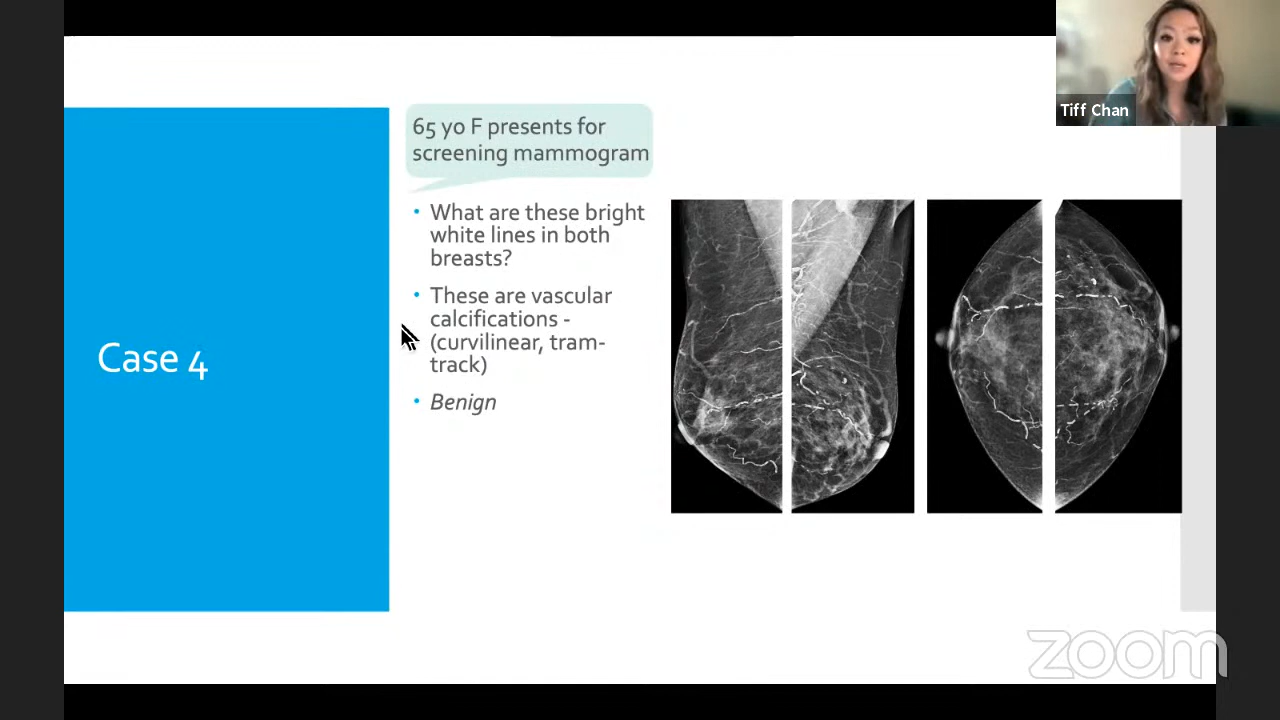 Tiff Chan
65 yo F presents for
screening mammogram
• What are these bright
white lines in both
breasts?
• These are vascular
calcifications -
(curvilinear, tram-
track)
• Benign
Case 4
zoom